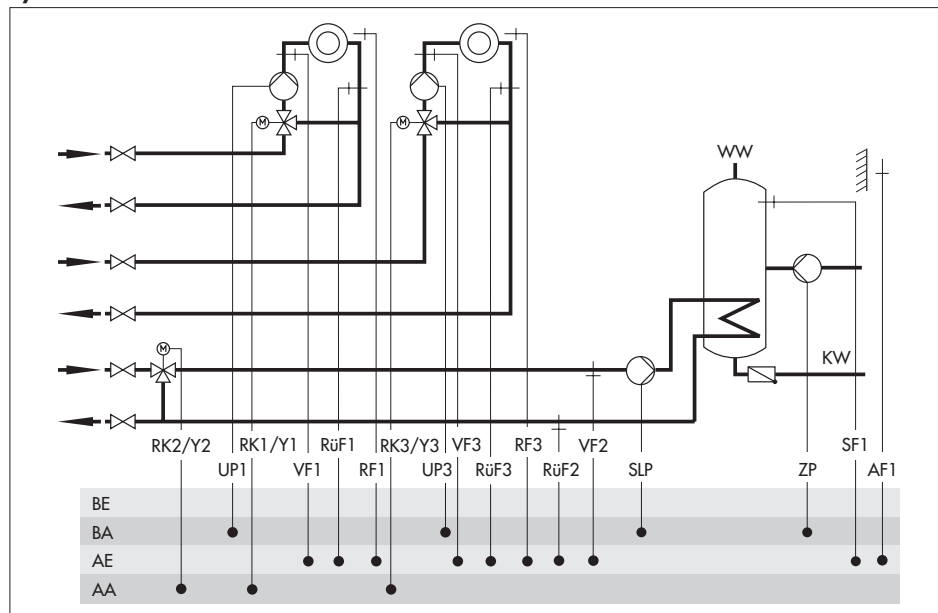 WW
M
M
KW
M
RK2/Y2 RK1/Y1 RüF1 RK3/Y3 VF3 RF3 VF2 SF1
UP1 VF1 RF1 UP3 RüF3 RüF2 SLP ZP AF1
BE
BA
AE
AA